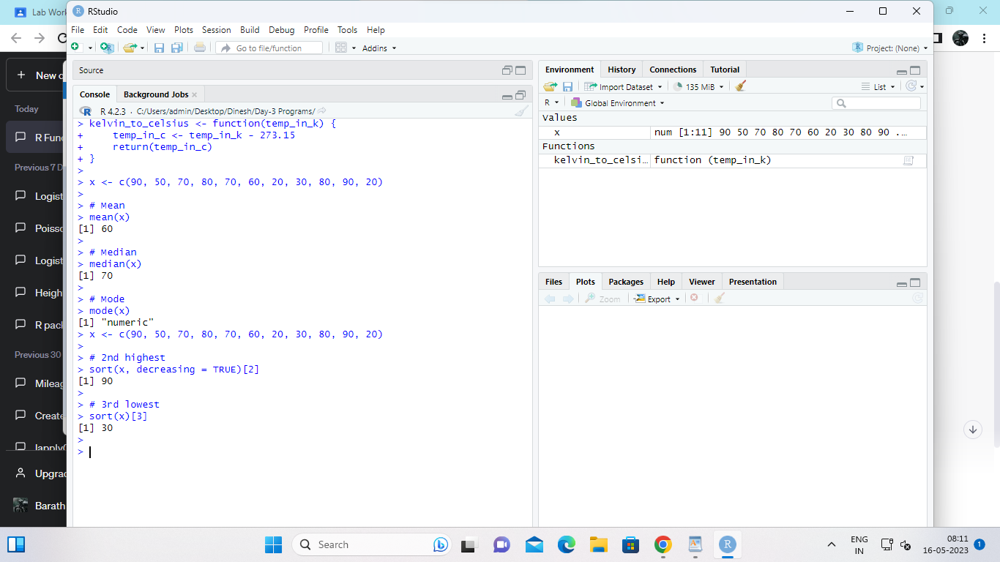 Lab Work
RStudio
File Edit Code View Plots Session Build Debug Profile Tools Help
Go to file/function Addins Project: (None)
New c
Today
R Fun
Previous 7 D
Logist
Poisso
Logist
Heigh
R pack
Previous 30
Mileag
Create
lapply(
Upgrad
Barath
Source
Console Background Jobs
R 4.2.3 · C:/Users/admin/Desktop/Dinesh/Day-3 Programs/
> kelvin_to_celsius <- function(temp_in_k) {
+     temp_in_c <- temp_in_k - 273.15
+     return(temp_in_c)
+ }
>
> x <- c(90, 50, 70, 80, 70, 60, 20, 30, 80, 90, 20)
>
> # Mean
> mean(x)
[1] 60
>
> # Median
> median(x)
[1] 70
>
> # Mode
> mode(x)
[1] "numeric"
> x <- c(90, 50, 70, 80, 70, 60, 20, 30, 80, 90, 20)
>
> # 2nd highest
> sort(x, decreasing = TRUE)[2]
[1] 90
>
> # 3rd lowest
> sort(x)[3]
[1] 30
>
>
Environment History Connections Tutorial
Import Dataset 135 MiB List
R Global Environment
Values
x num [1:11] 90 50 70 80 70 60 20 30 80 90 ...
Functions
kelvin_to_celsi... function (temp_in_k)
Files Plots Packages Help Viewer Presentation
Zoom Export
Search
ENG
IN
08:11
16-05-2023
1